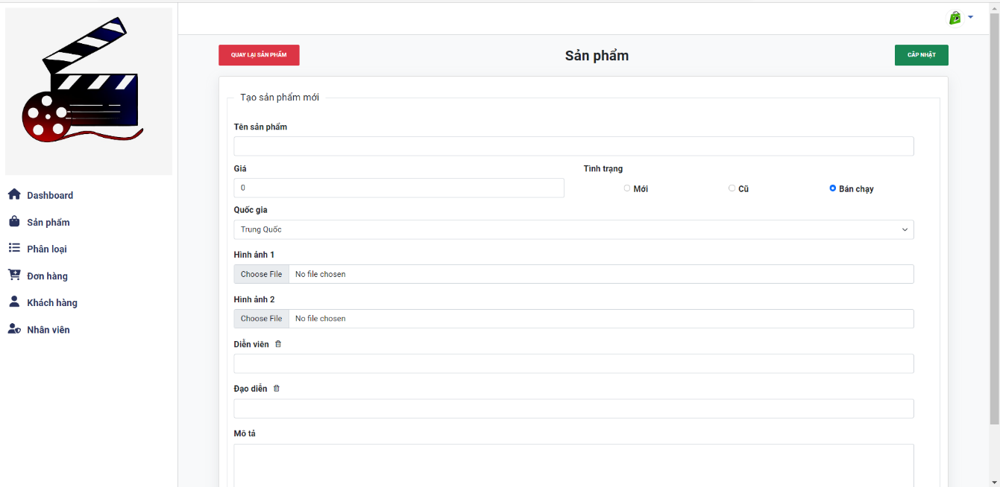 QUAY LẠI SẢN PHẨM
Sản phẩm
CẬP NHẬT
Dashboard
Sản phẩm
Phân loại
Đơn hàng
Khách hàng
Nhân viên
Tạo sản phẩm mới
Tên sản phẩm
Giá
Tình trạng
0
Mới
Cũ
Bán chạy
Quốc gia
Trung Quốc
Hình ảnh 1
Choose File No file chosen
Hình ảnh 2
Choose File No file chosen
Diễn viên
Đạo diễn
Mô tả